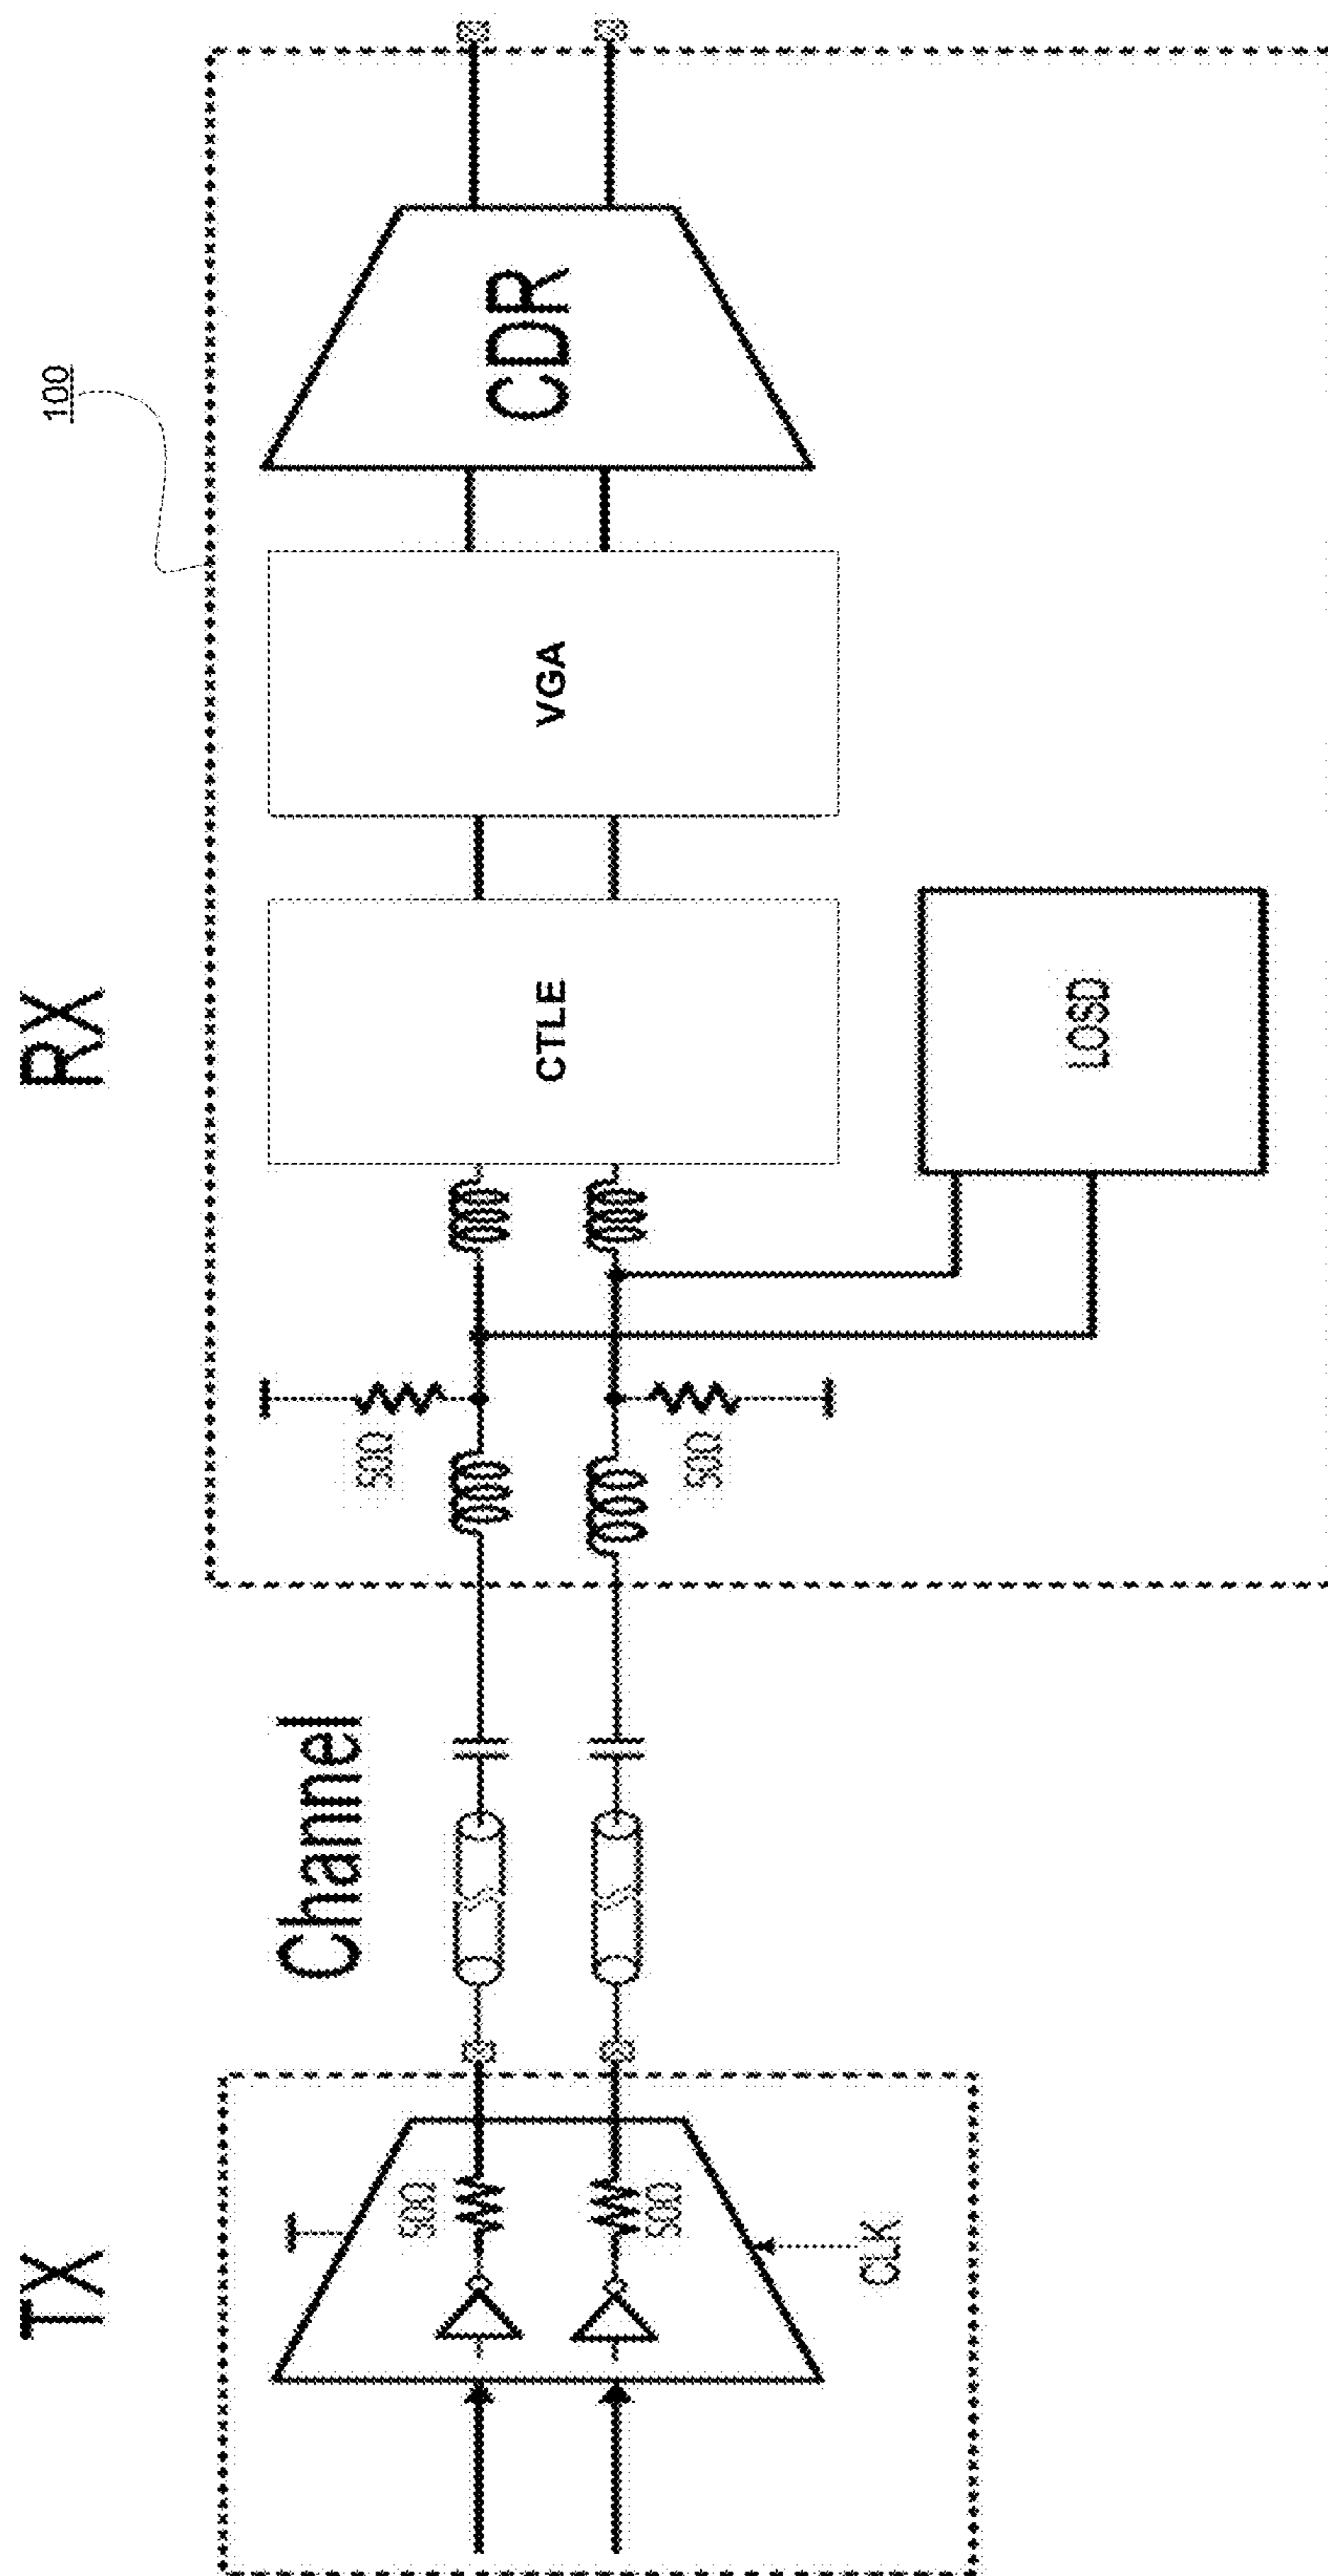 TX
Channel
RX
100
50Ω
50Ω
CLK
50Ω
50Ω
CTLE
VGA
CDR
LOSD